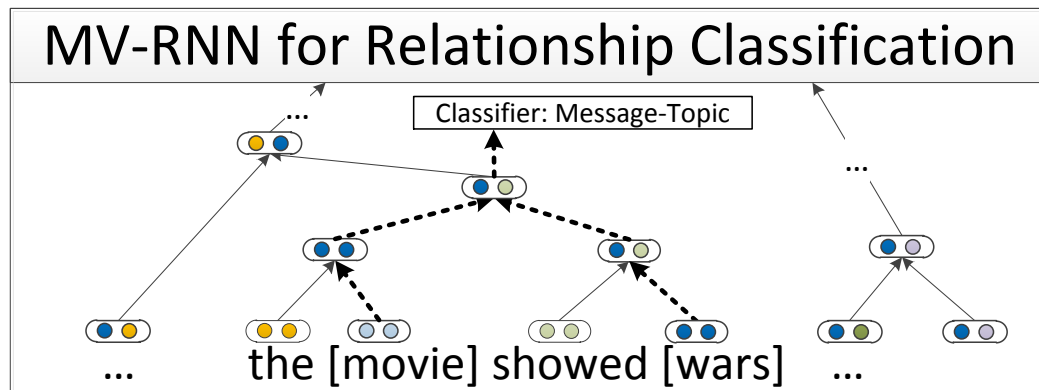 MV-RNN for Relationship Classification
...
Classifier: Message-Topic
...
... the [movie] showed [wars] ...